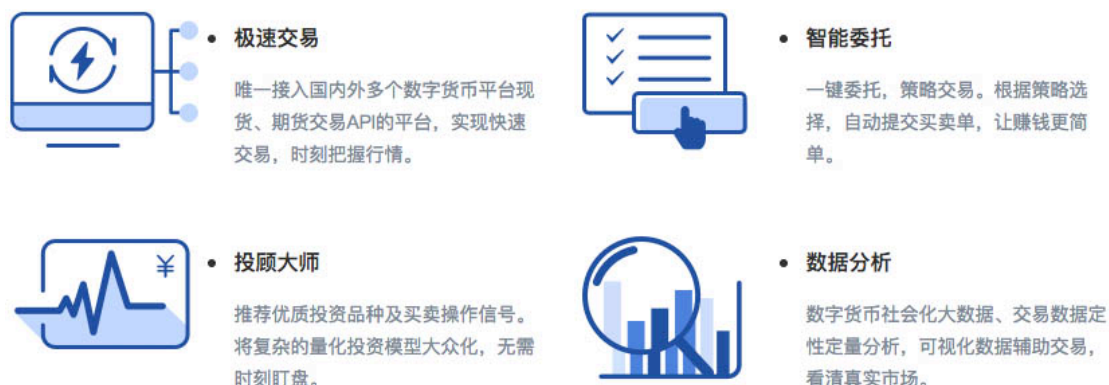 极速交易
唯一接入国内外多个数字货币平台现
货、期货交易API的平台，实现快速
交易，时刻把握行情。
智能委托
一键委托，策略交易。根据策略选
择，自动提交买卖单，让赚钱更简
单。
¥
投顾大师
推荐优质投资品种及买卖操作信号。
将复杂的量化投资模型大众化，无需
时刻盯盘。
数据分析
数字货币社会化大数据、交易数据定
性定量分析，可视化数据辅助交易，
看清真实市场。